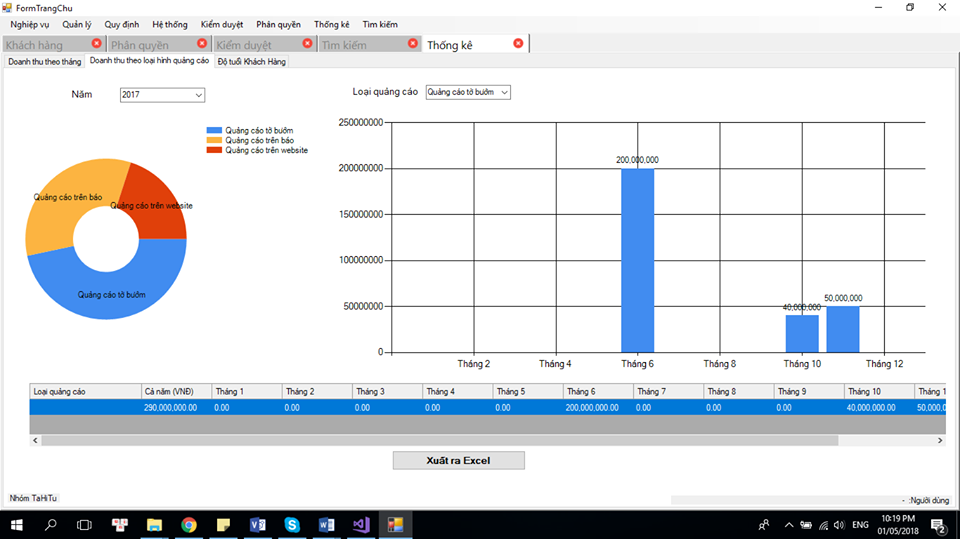 FormTrangChu
Nghiệp vụ Quản lý Quy định Hệ thống Kiểm duyệt Phân quyền Thống kê Tìm kiếm
Khách hàng Phân quyền Kiểm duyệt Tìm kiếm Thống kê
Doanh thu theo tháng Doanh thu theo loại hình quảng cáo Độ tuổi Khách Hàng
Năm 2017 Loại quảng cáo Quảng cáo tờ bướm
Quảng cáo tờ bướm
Quảng cáo trên báo
Quảng cáo trên website
Quảng cáo trên báo
Quảng cáo trên website
Quảng cáo tờ bướm
250000000
200000000
150000000
100000000
50000000
0
200,000,000
40,000,000
50,000,000
Tháng 2 Tháng 4 Tháng 6 Tháng 8 Tháng 10 Tháng 12
Loại quảng cáo Cả năm (VNĐ) Tháng 1 Tháng 2 Tháng 3 Tháng 4 Tháng 5 Tháng 6 Tháng 7 Tháng 8 Tháng 9 Tháng 10 Tháng 1
290,000,000.00 0.00 0.00 0.00 0.00 0.00 200,000,000.00 0.00 0.00 0.00 40,000,000.00 50,000.0
Xuất ra Excel
Nhóm TaHiTu
- :Người dùng
ENG
10:19 PM
01/05/2018
2